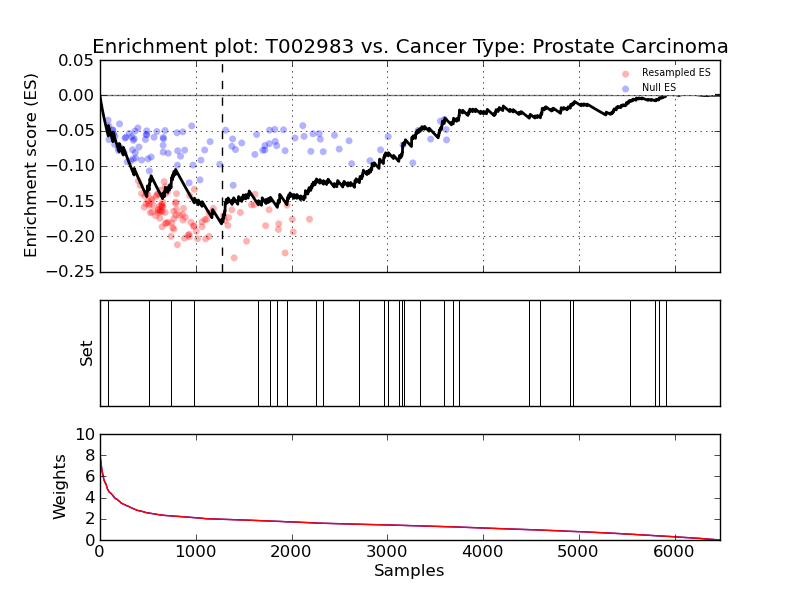 Enrichment plot: T002983 vs. Cancer Type: Prostate Carcinoma
Enrichment score (ES)
0.05
0.00
−0.05
−0.10
−0.15
−0.20
−0.25
Resampled ES
Null ES
Set
Weights
10
8
6
4
2
0
0 1000 2000 3000 4000 5000 6000
Samples